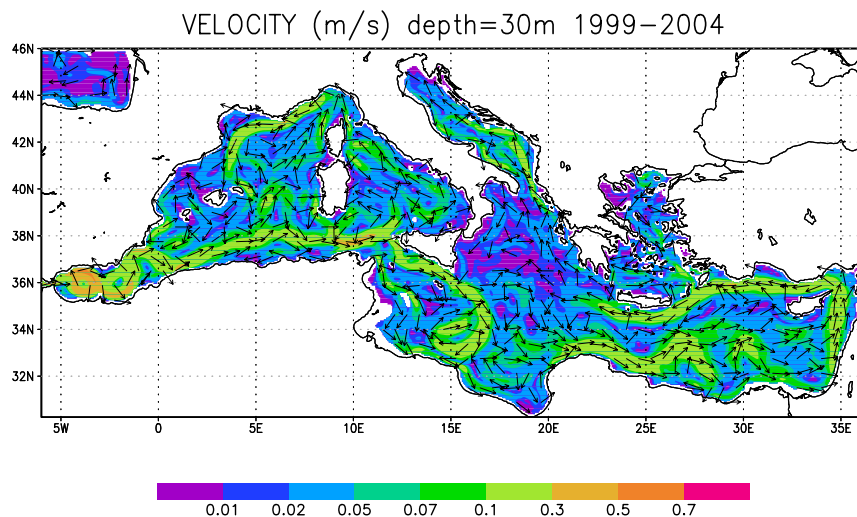 VELOCITY (m/s) depth=30m 1999−2004
46N
44N
42N
40N
38N
36N
34N
32N
5W 0 5E 10E 15E 20E 25E 30E 35E
0.01 0.02 0.05 0.07 0.1 0.3 0.5 0.7